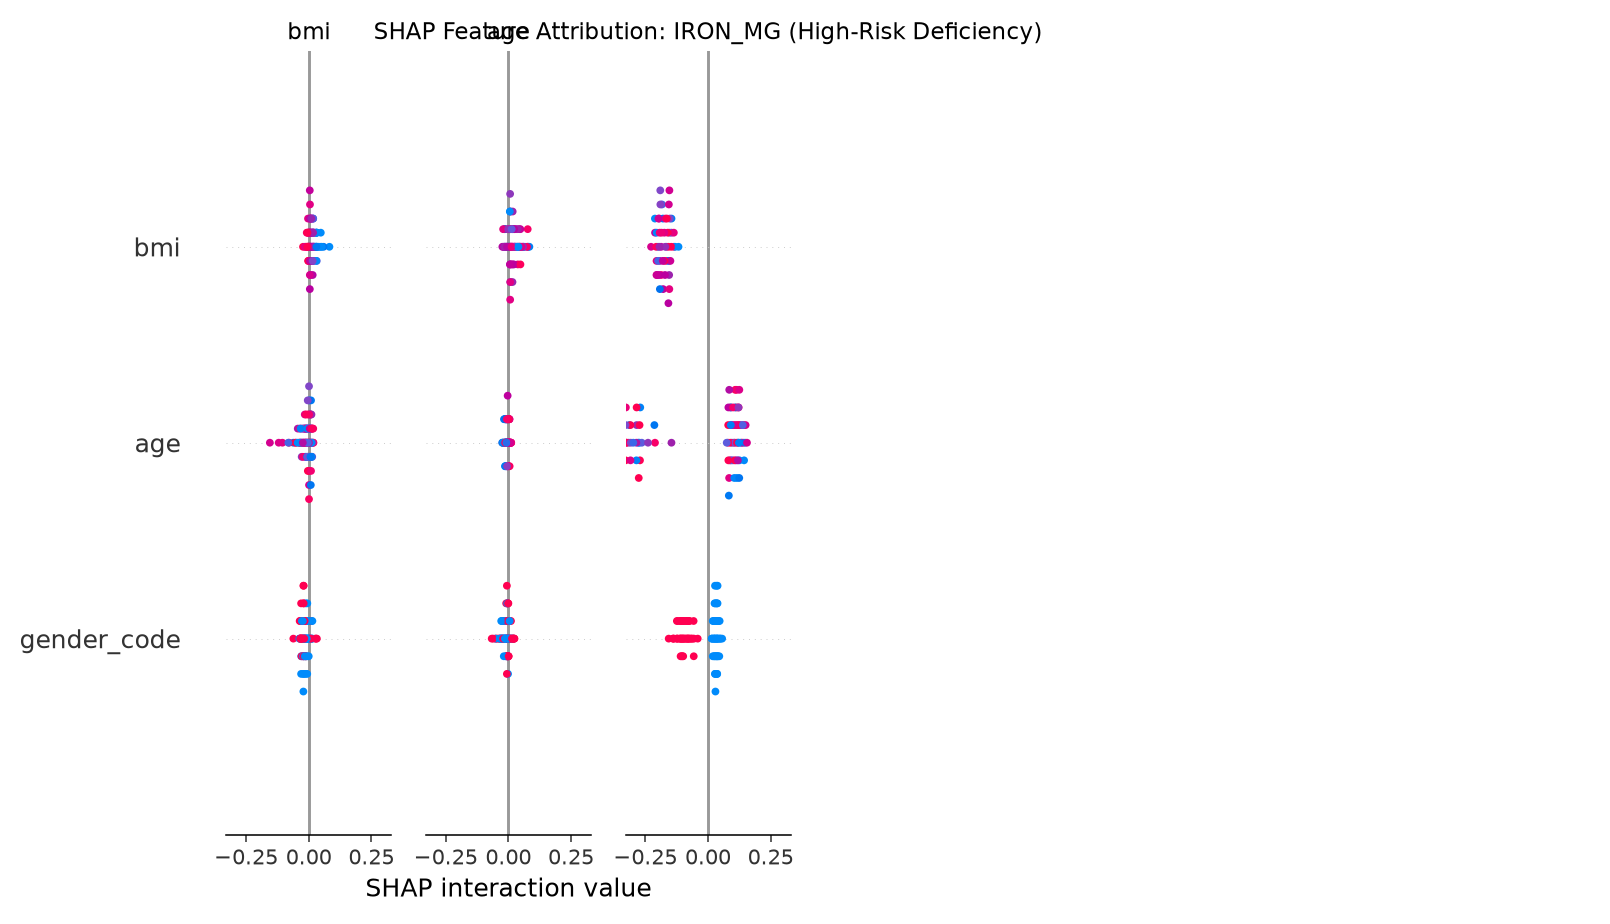 bmi
SHAP Feature Attribution: IRON_MG (High-Risk Deficiency)
age
bmi
age
gender_code
−0.25 0.00 0.25 −0.25 0.00 0.25 −0.25 0.00 0.25
SHAP interaction value